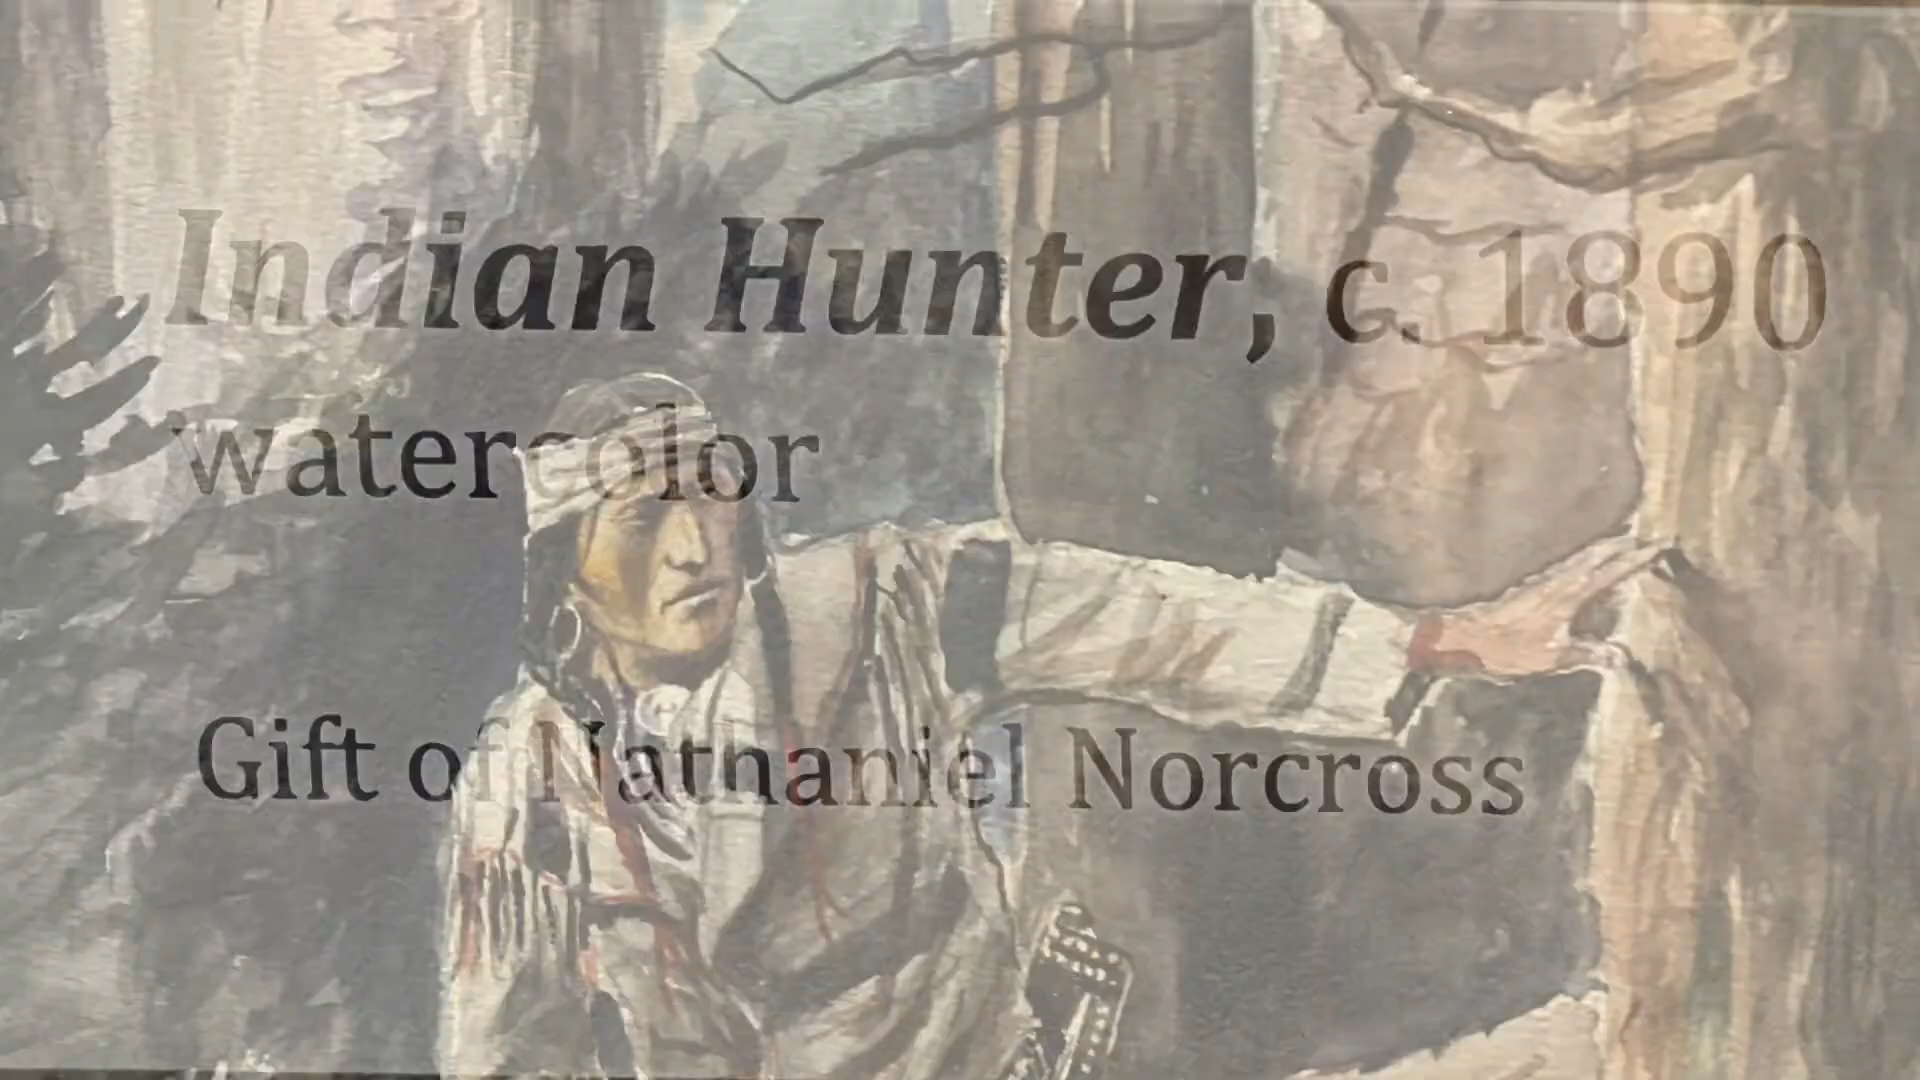 Indian Hunter, c. 1890
watercolor
Gift of Nathaniel Norcross